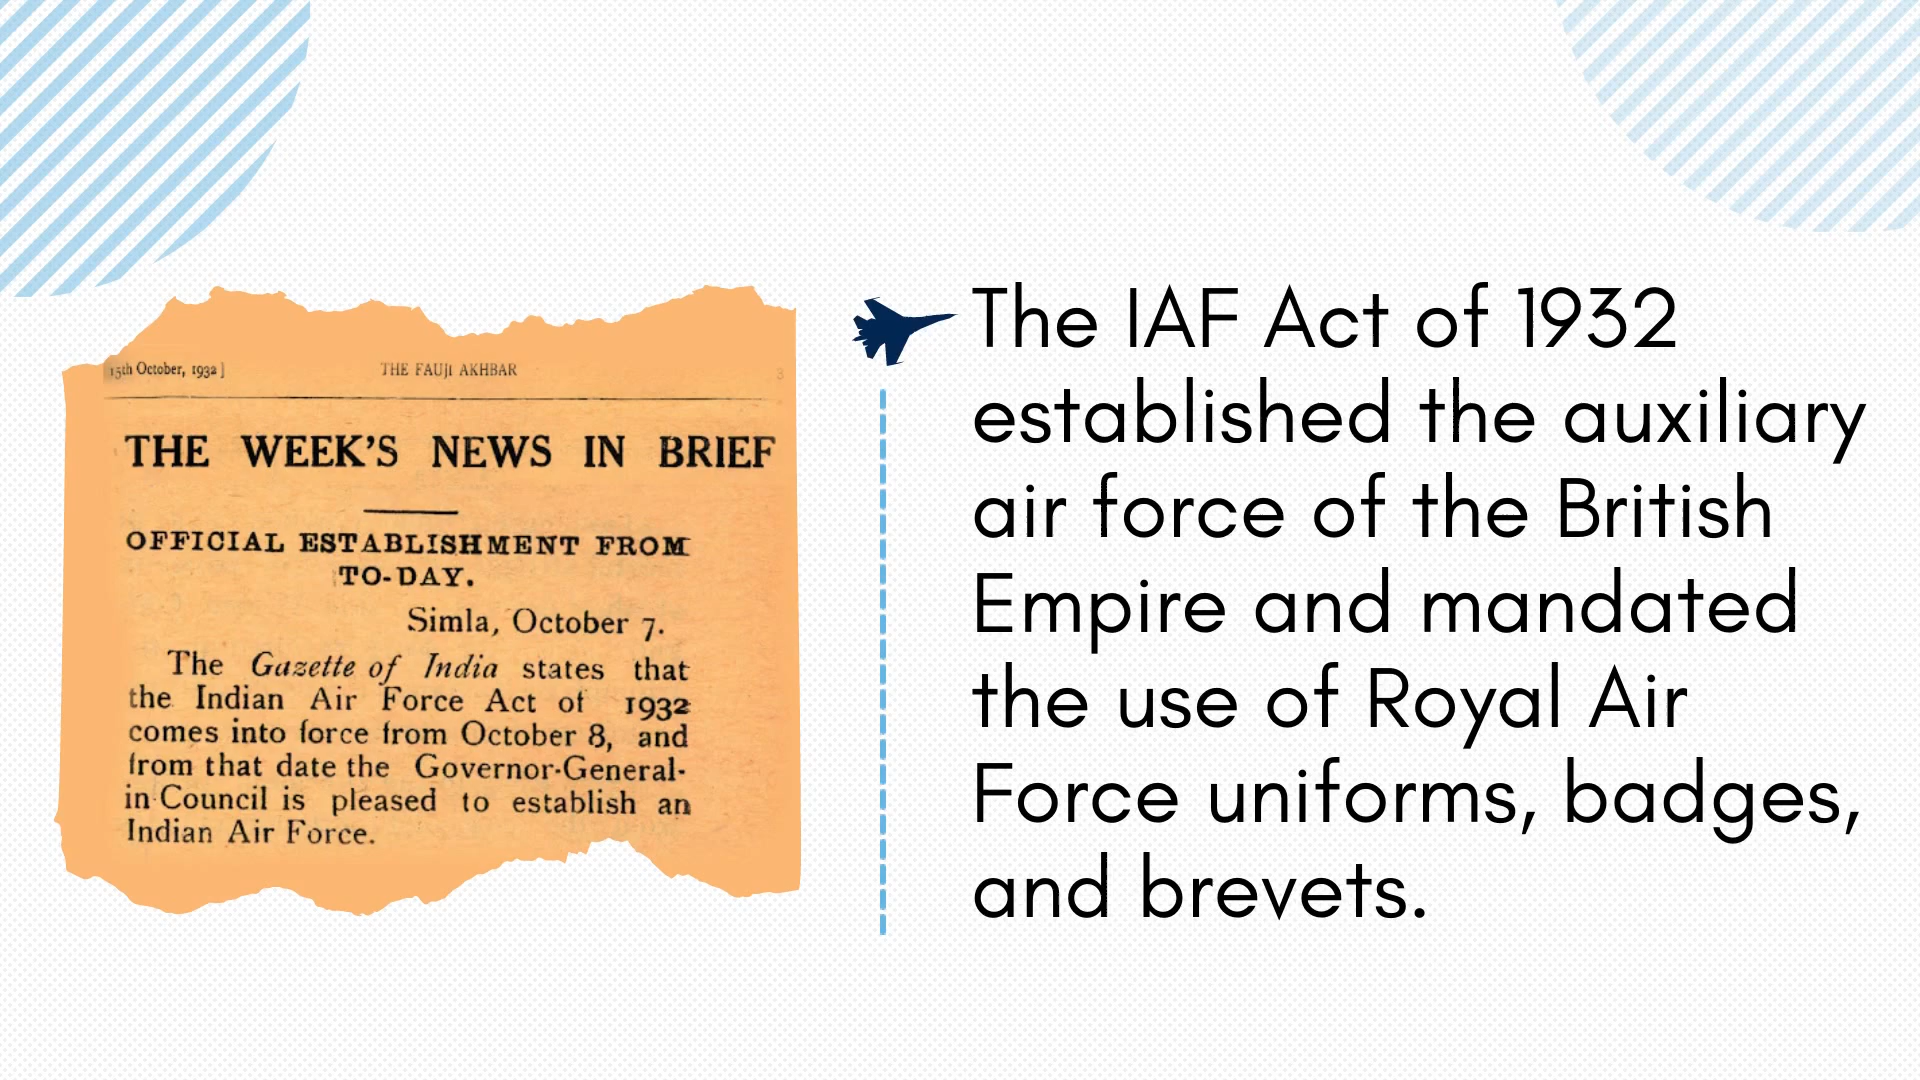 15th October, 1932]
THE FAUJI AKHBAR
3
THE WEEK'S NEWS IN BRIEF
OFFICIAL ESTABLISHMENT FROM
TO-DAY.
Simla, October 7.
The Gazette of India states that
the Indian Air Force Act of 1932
comes into force from October 8, and
from that date the Governor-General-
in-Council is pleased to establish an
Indian Air Force.
The IAF Act of 1932
established the auxiliary
air force of the British
Empire and mandated
the use of Royal Air
Force uniforms, badges,
and brevets.